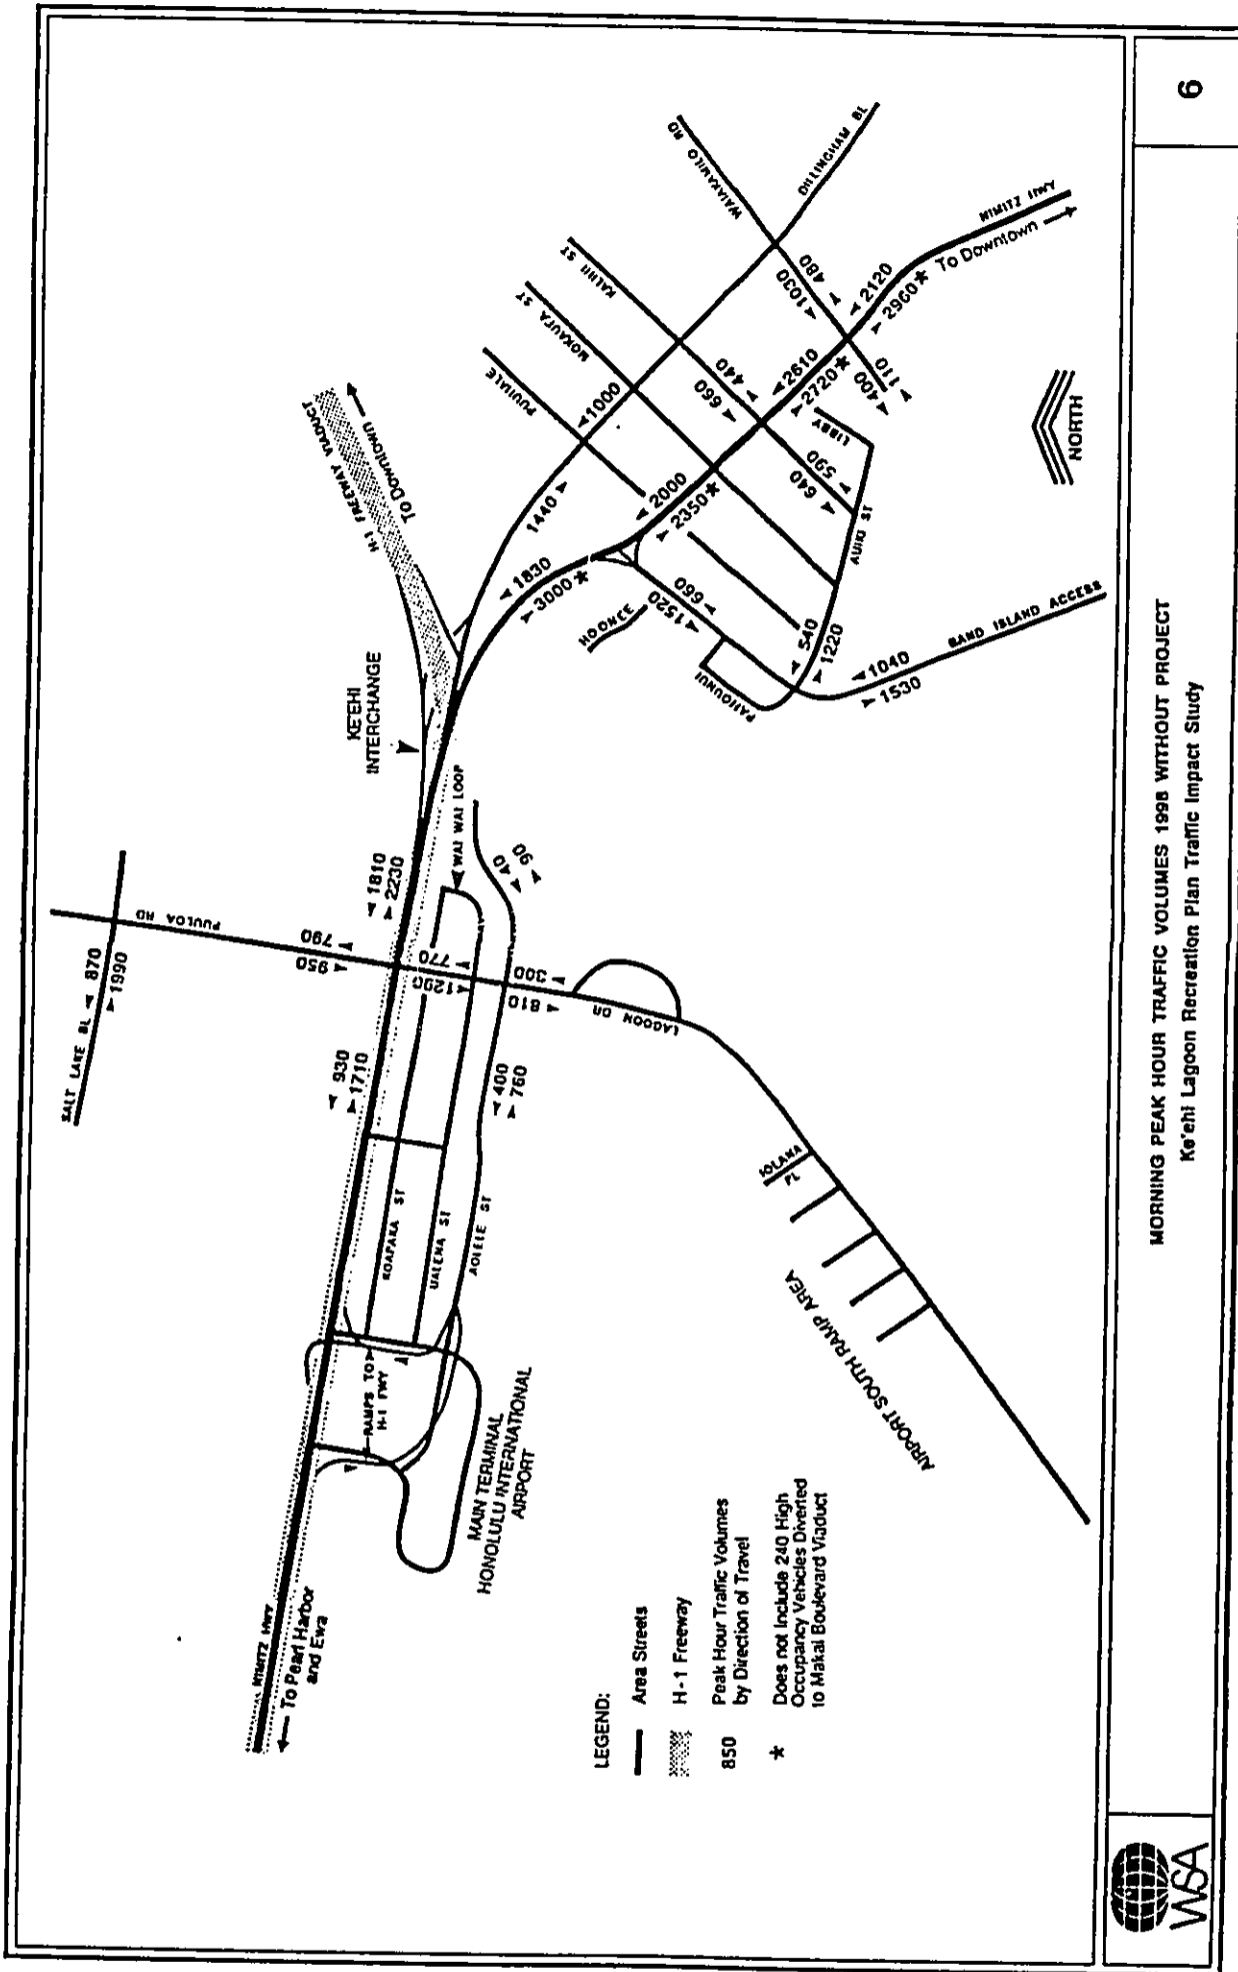 SALT LAKE BL
870
1990
PUULOA RD
790
950
1810
2230
930
1710
770
1290
300
810
400
760
40
90
WAI WAI LOOP
LAGOON DR
KOAPAKA ST
UALENA ST
AOLELE ST
RAMPS TO
H-1 FWY
MAIN TERMINAL
HONOLULU INTERNATIONAL
AIRPORT
NIMITZ HWY
To Pearl Harbor
and Ewa
IOLANA
PL
AIRPORT SOUTH RAMP AREA
KE'EHI
INTERCHANGE
H-1 FREEWAY VIADUCT
To Downtown
1830
3000*
1440
1000
PUUHALE
MOKAUEA ST
KALIHI ST
WAIAKAMILO RD
DILLINGHAM BL
NIMITZ HWY
To Downtown
2000
2350*
660
440
2610
2720*
1030
480
2120
2960*
400
110
LIBBY
590
640
AUIKI ST
HOONEE
1520
660
PAHOUNUI
540
1220
1040
1530
SAND ISLAND ACCESS
NORTH
LEGEND:
Area Streets
H-1 Freeway
850
Peak Hour Traffic Volumes
by Direction of Travel
*
Does not Include 240 High
Occupancy Vehicles Diverted
to Makai Boulevard Viaduct
WSA
MORNING PEAK HOUR TRAFFIC VOLUMES 1998 WITHOUT PROJECT
Ke'ehi Lagoon Recreation Plan Traffic Impact Study
6